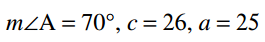 m∠A = 70°, c = 26, a = 25